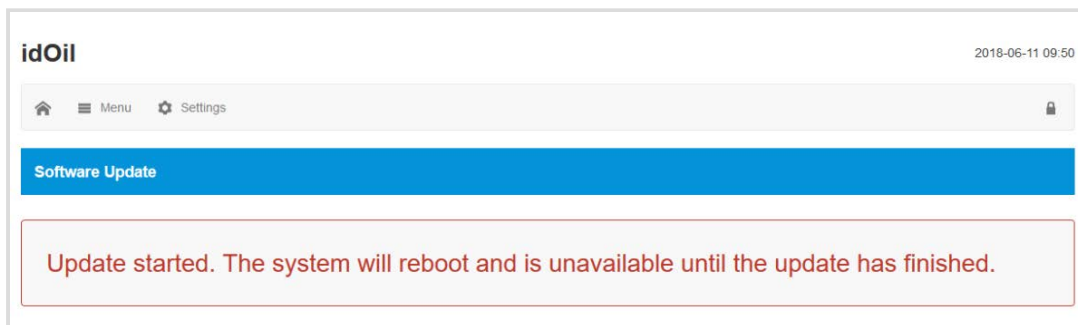 idOil
2018-06-11 09:50
Menu Settings
Software Update
Update started. The system will reboot and is unavailable until the update has finished.